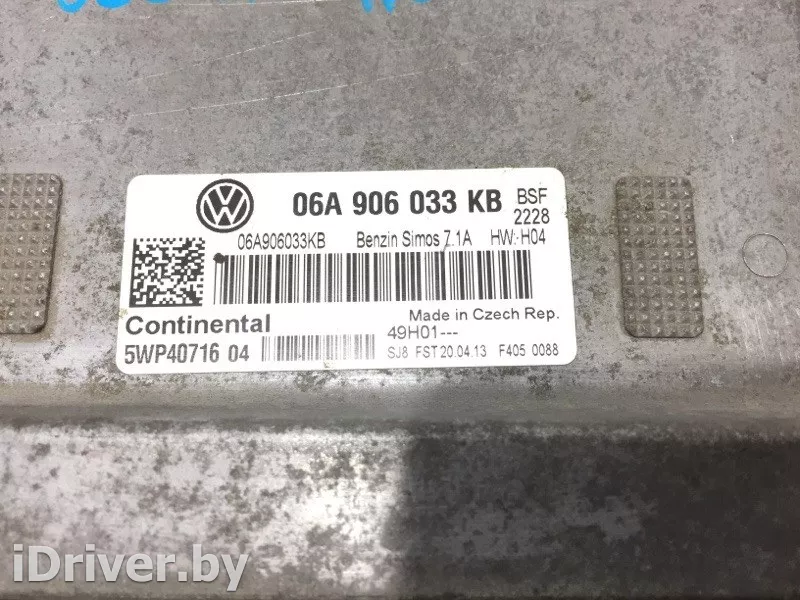 06A 906 033 KB BSF
2228
06A906033KB Benzin Simos 7.1A HW: H04
Continental Made in Czech Rep.
49H01---
5WP40716 04 SJ8 FST 20.04.13 F405 0088
iDriver.by